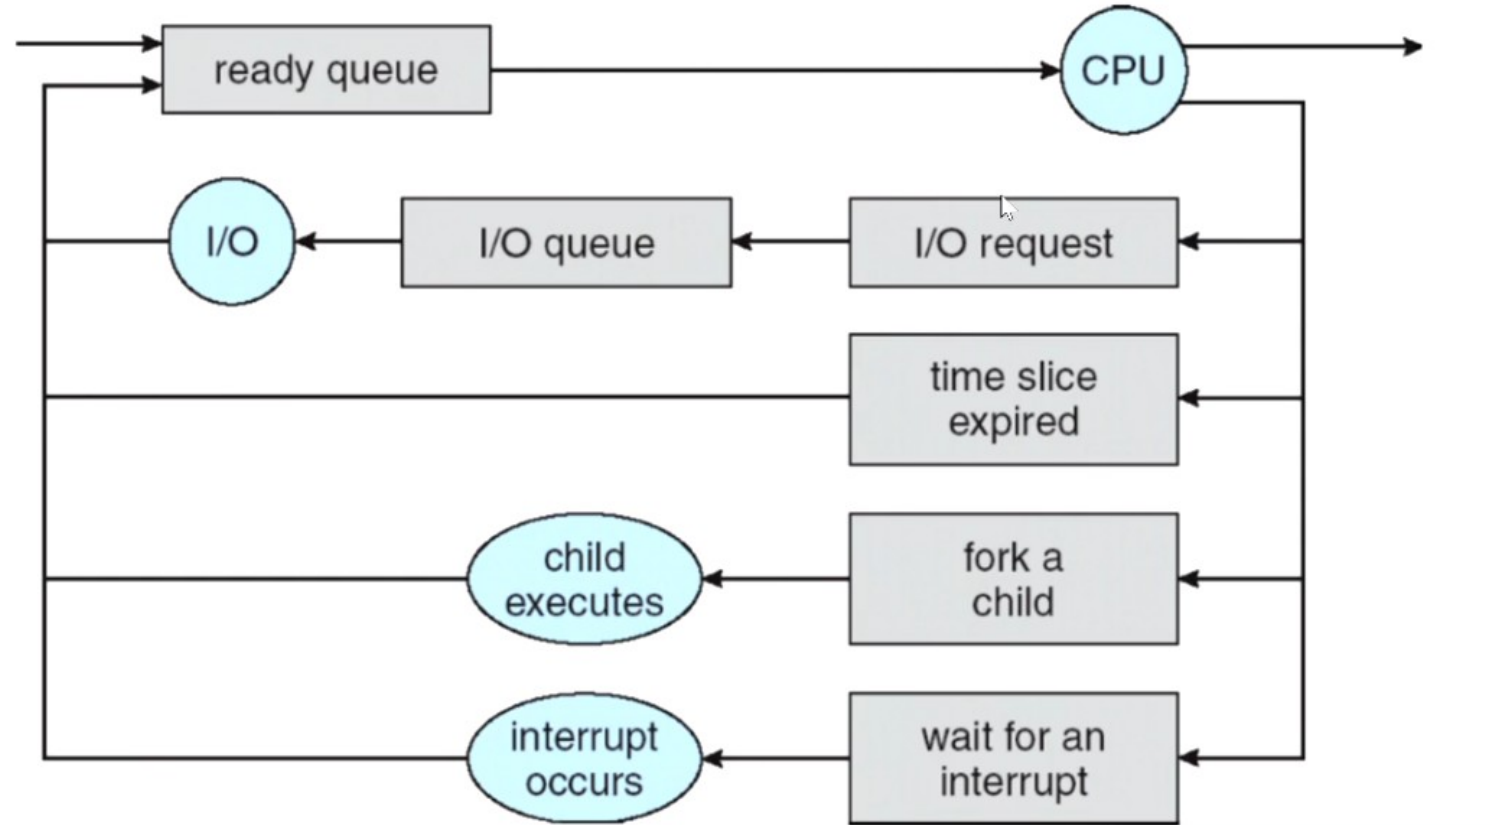 ready queue
CPU
I/O
I/O queue
I/O request
time slice
expired
child
executes
fork a
child
interrupt
occurs
wait for an
interrupt